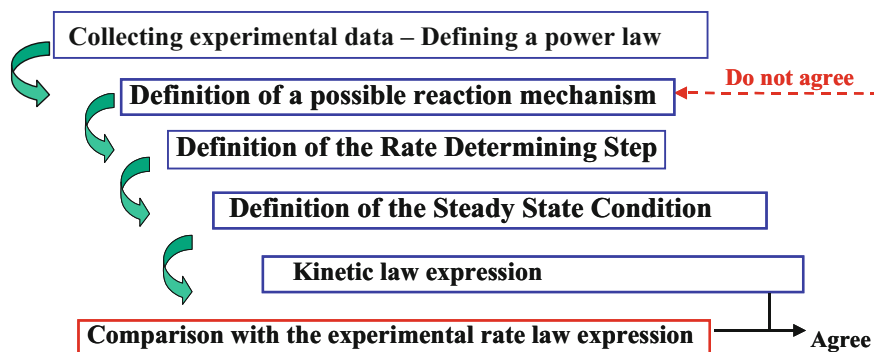 Collecting experimental data – Defining a power law
Do not agree
Definition of a possible reaction mechanism
Definition of the Rate Determining Step
Definition of the Steady State Condition
Kinetic law expression
Comparison with the experimental rate law expression
Agree